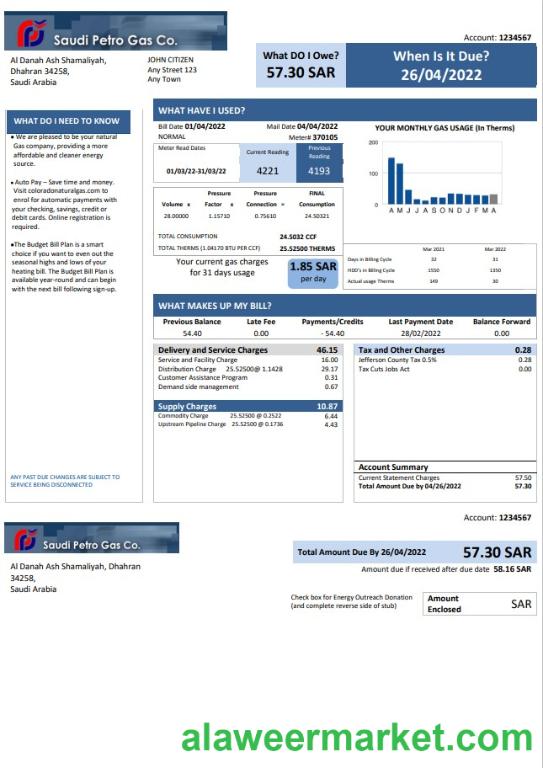 Saudi Petro Gas Co.
Account: 1234567
Al Danah Ash Shamaliyah,
Dhahran 34258,
Saudi Arabia
JOHN CITIZEN
Any Street 123
Any Town
What DO I Owe?
57.30 SAR
When Is It Due?
26/04/2022
WHAT DO I NEED TO KNOW
• We are pleased to be your natural
Gas company, providing a more
affordable and cleaner energy
source.
• Auto Pay – Save time and money.
Visit coloradonaturalgas.com to
enrol for automatic payments with
your checking, savings, credit or
debit cards. Online registration is
required.
•The Budget Bill Plan is a smart
choice if you want to even out the
seasonal highs and lows of your
heating bill. The Budget Bill Plan is
available year-round and can begin
with the next bill following sign-up.
ANY PAST DUE CHANGES ARE SUBJECT TO
SERVICE BEING DISCONNECTED
WHAT HAVE I USED?
Bill Date 01/04/2022 Mail Date 04/04/2022
NORMAL Meter# 370105
Meter Read Dates Current Reading Previous Reading
01/03/22-31/03/22 4221 4193
Volume x Pressure Factor x Pressure Connection = FINAL Consumption
28.00000 1.15710 0.75610 24.50321
TOTAL CONSUMPTION 24.5032 CCF
TOTAL THERMS (1.04170 BTU PER CCF) 25.52500 THERMS
Your current gas charges
for 31 days usage
1.85 SAR
per day
YOUR MONTHLY GAS USAGE (In Therms)
200
100
0
A M J J A S O N D J F M A
Mar 2021 Mar 2022
Days in Billing Cycle 32 31
HDD's in Billing Cycle 1550 1350
Actual usage Therms 149 30
WHAT MAKES UP MY BILL?
Previous Balance Late Fee Payments/Credits Last Payment Date Balance Forward
54.40 0.00 - 54.40 28/02/2022 0.00
Delivery and Service Charges 46.15
Service and Facility Charge 16.00
Distribution Charge 25.52500@ 1.1428 29.17
Customer Assistance Program 0.31
Demand side management 0.67
Supply Charges 10.87
Commodity Charge 25.52500 @ 0.2522 6.44
Upstream Pipeline Charge 25.52500 @ 0.1736 4.43
Tax and Other Charges 0.28
Jefferson County Tax 0.5% 0.28
Tax Cuts Jobs Act 0.00
Account Summary
Current Statement Charges 57.50
Total Amount Due by 04/26/2022 57.30
Account: 1234567
Saudi Petro Gas Co.
Al Danah Ash Shamaliyah, Dhahran
34258,
Saudi Arabia
Total Amount Due By 26/04/2022 57.30 SAR
Amount due if received after due date 58.16 SAR
Check box for Energy Outreach Donation
(and complete reverse side of stub)
Amount
Enclosed
SAR
alaweermarket.com